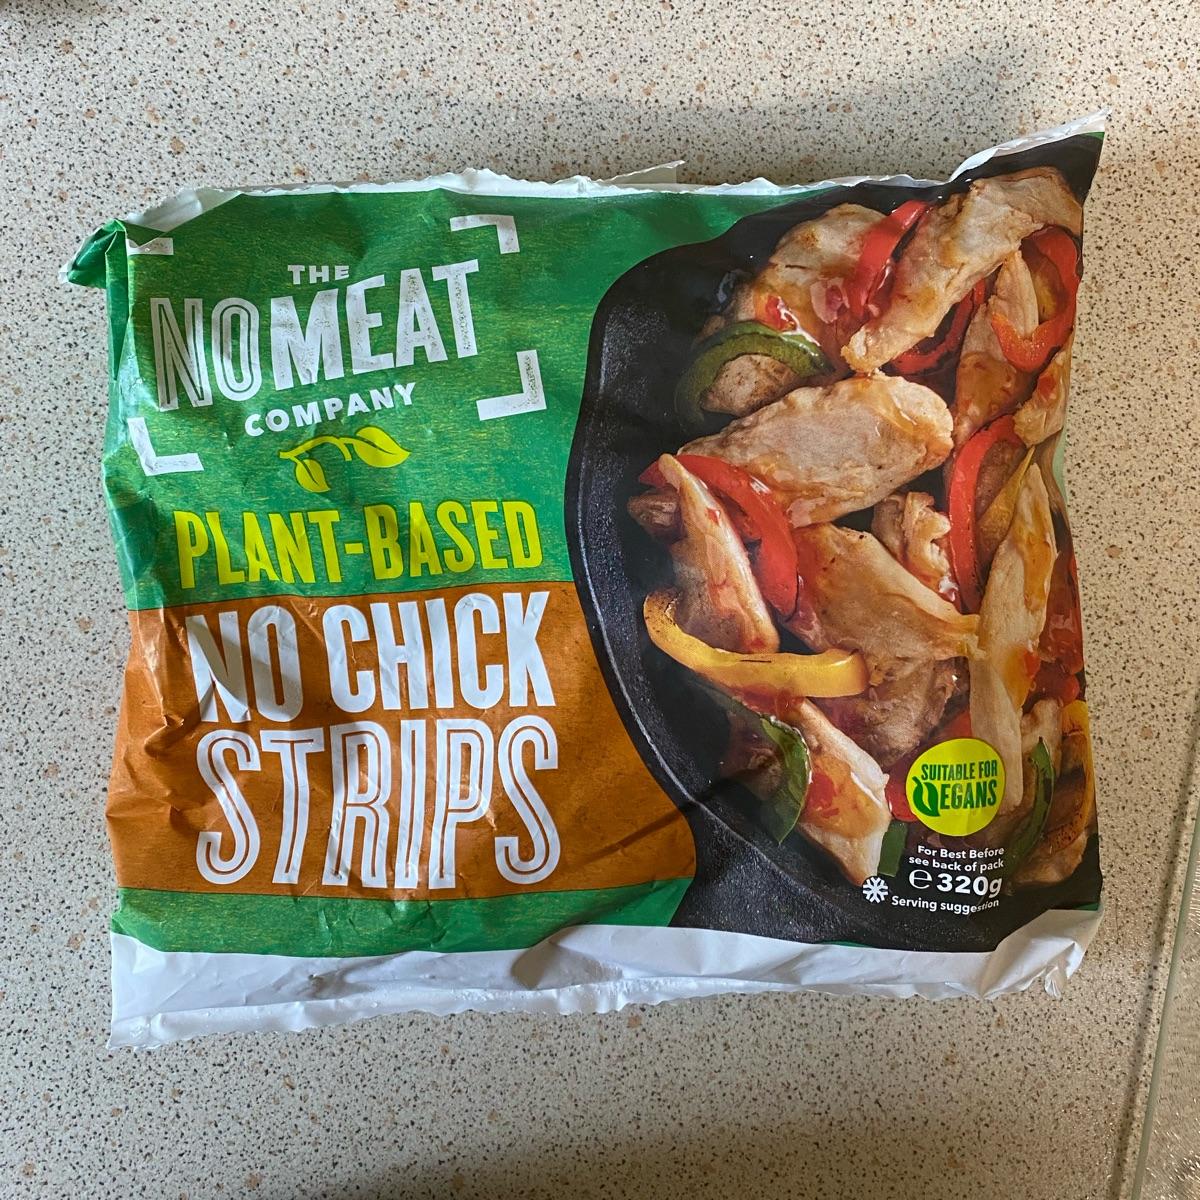 THE
NO MEAT
COMPANY
PLANT-BASED
NO CHICK
STRIPS
SUITABLE FOR
VEGANS
For Best Before
see back of pack
℮ 320g
Serving suggestion